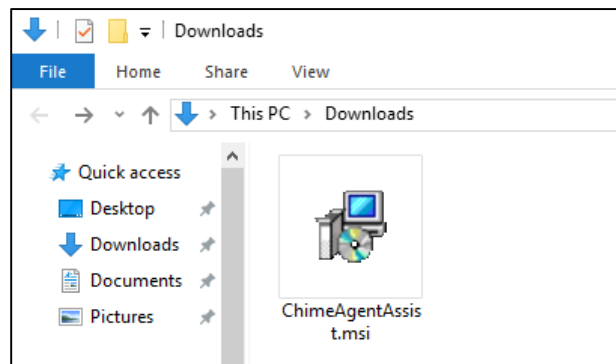 Downloads
File Home Share View
This PC > Downloads
Quick access
Desktop
Downloads
Documents
Pictures
ChimeAgentAssis
t.msi